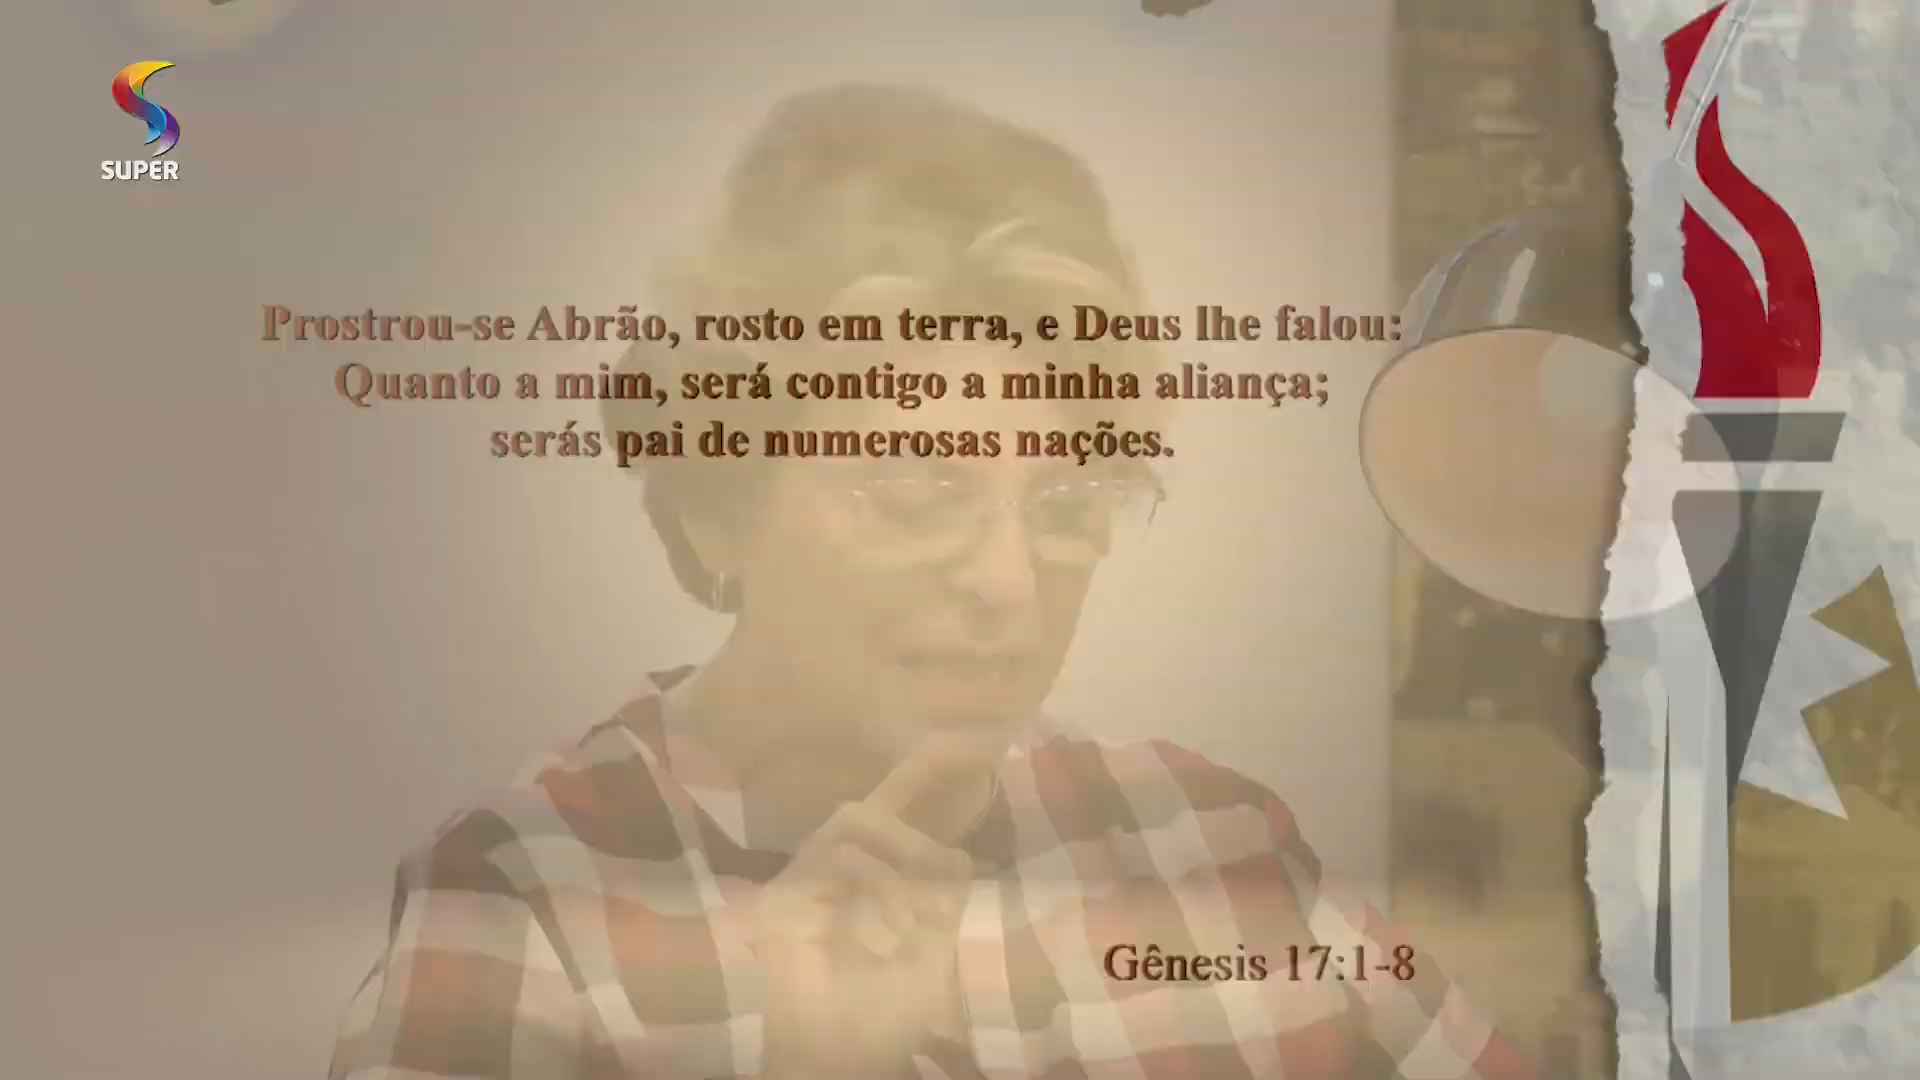 SUPER
Prostrou-se Abrão, rosto em terra, e Deus lhe falou:
Quanto a mim, será contigo a minha aliança;
serás pai de numerosas nações.
Gênesis 17:1-8